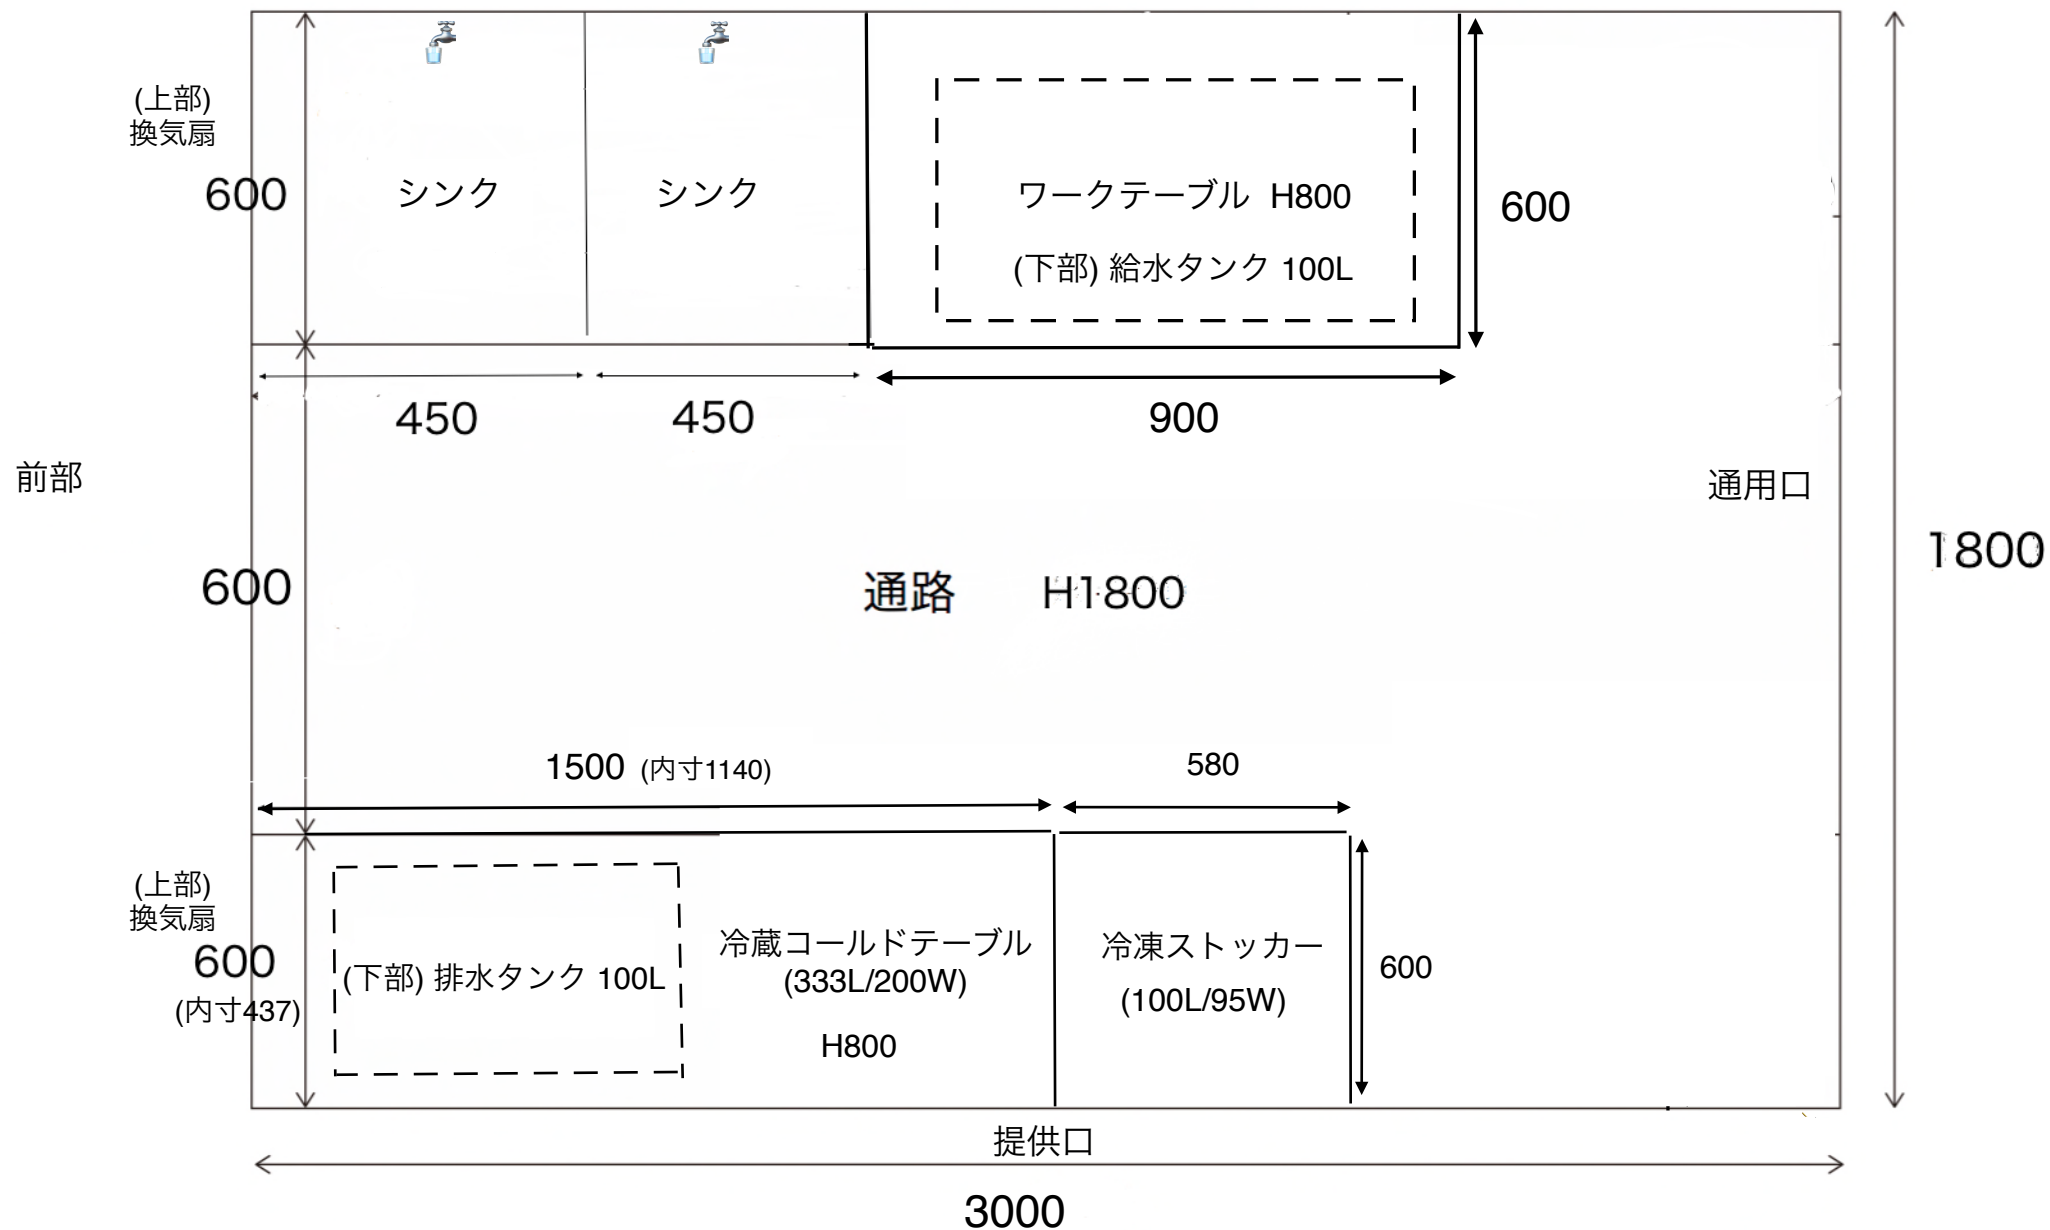 (上部)
換気扇
600
シンク
シンク
ワークテーブル H800
(下部) 給水タンク 100L
600
450
450
900
前部
通用口
1800
600
通路 H1800
1500 (内寸1140)
580
(上部)
換気扇
600
(内寸437)
(下部) 排水タンク 100L
冷蔵コールドテーブル
(333L/200W)
H800
冷凍ストッカー
(100L/95W)
600
提供口
3000